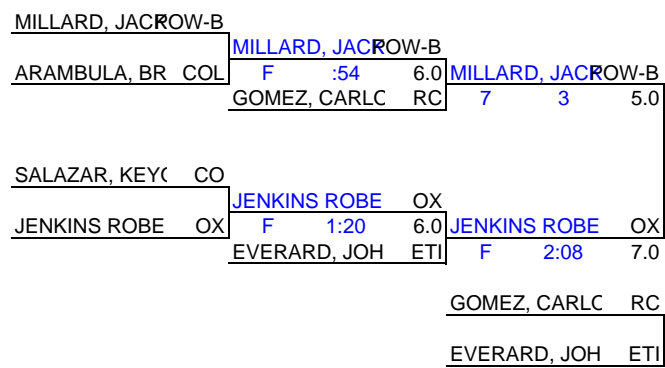 MILLARD, JACK POW-B
MILLARD, JACK POW-B
ARAMBULA, BR COL F :54 6.0 MILLARD, JACK POW-B
GOMEZ, CARLO RC 7 3 5.0
SALAZAR, KEYO CO
JENKINS ROBE OX
JENKINS ROBE OX F 1:20 6.0 JENKINS ROBE OX
EVERARD, JOH ETI F 2:08 7.0
GOMEZ, CARLO RC
EVERARD, JOH ETI